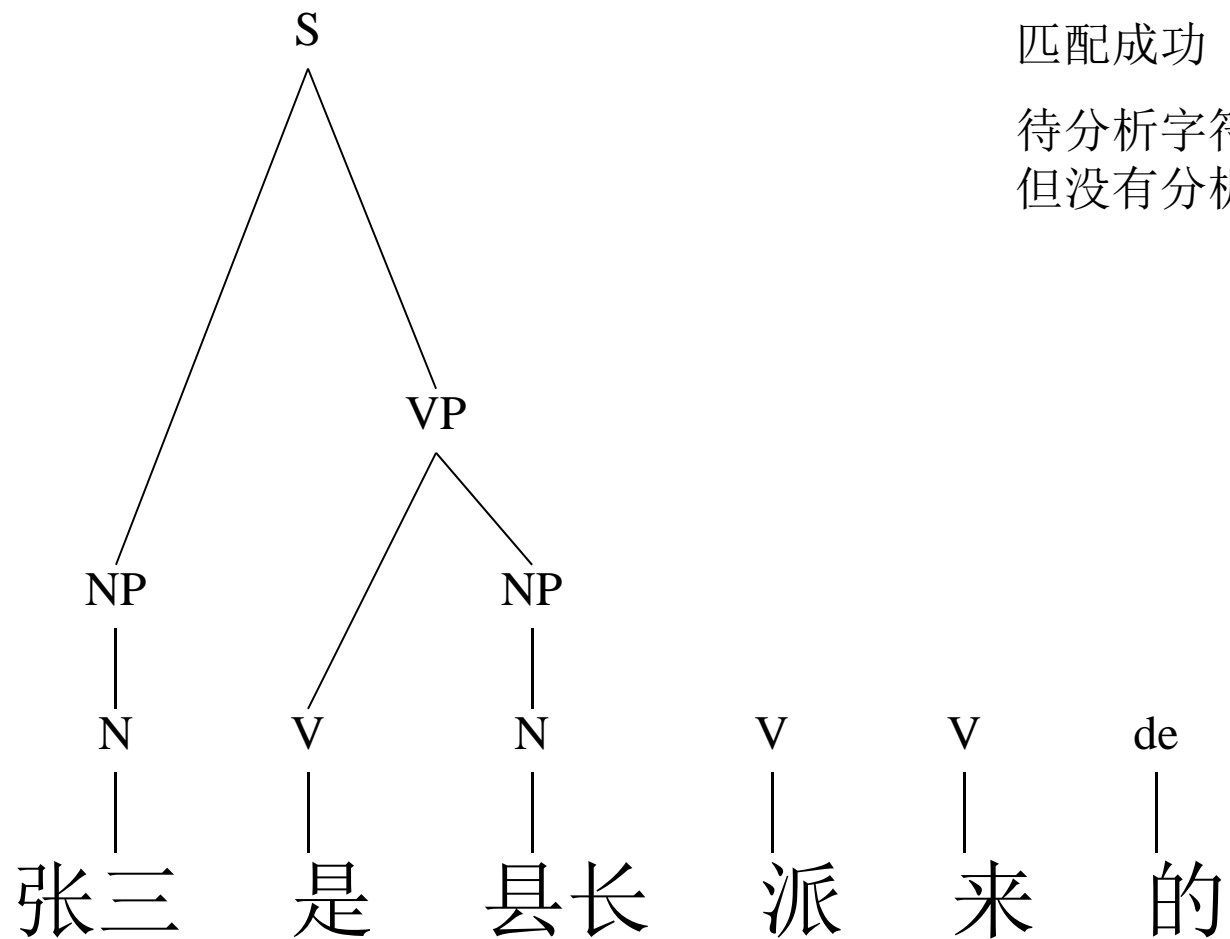 S
匹配成功
待分析字符
但没有分析
VP
NP NP
N V N V V de
张三 是 县长 派 来 的